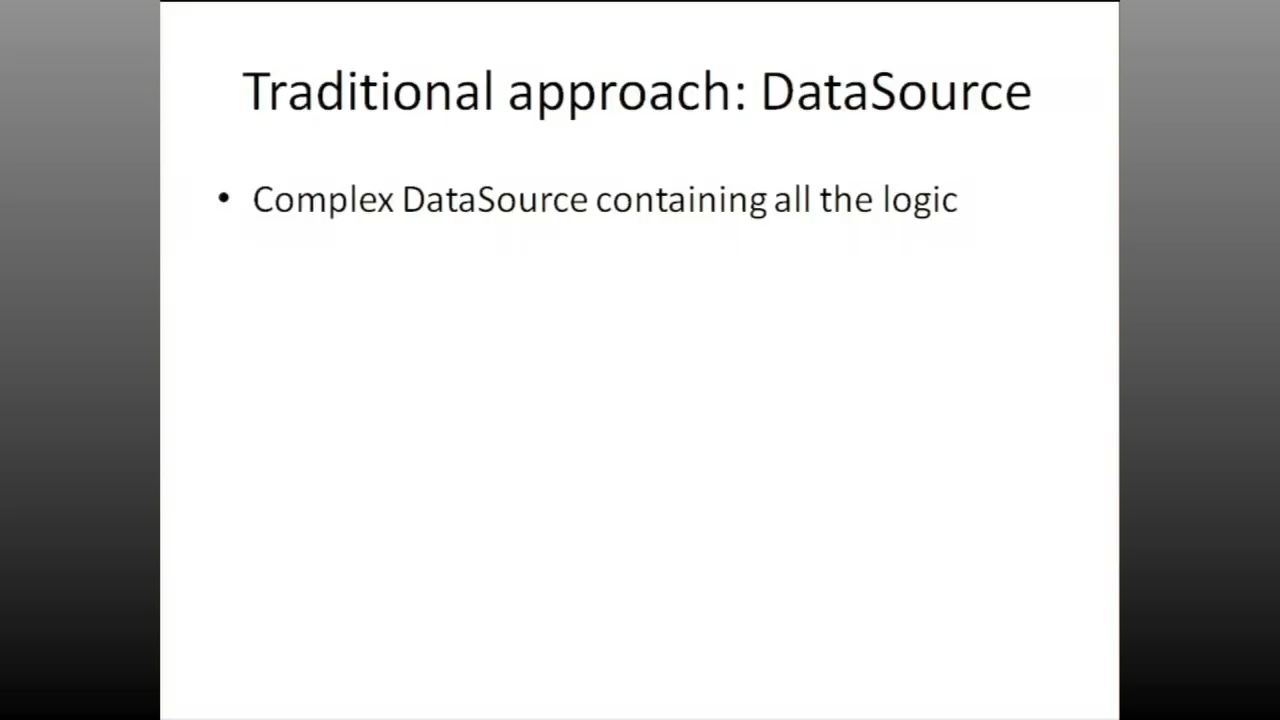 Traditional approach: DataSource
• Complex DataSource containing all the logic